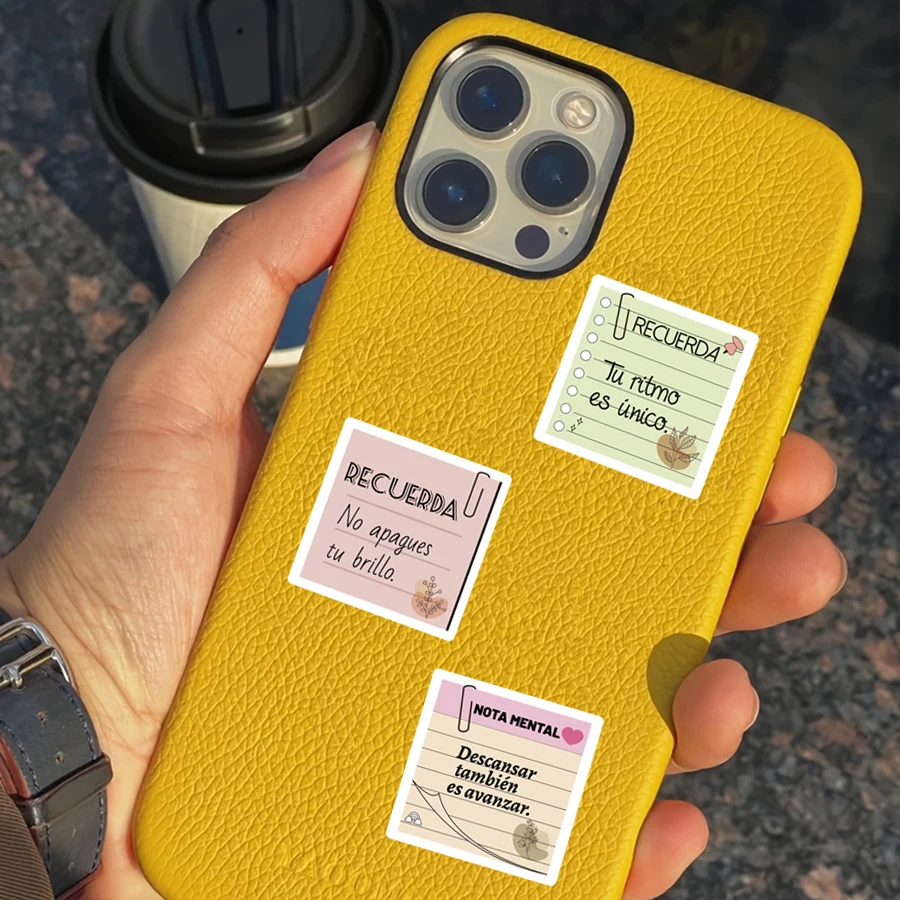 RECUERDA
Tu ritmo
es único.
RECUERDA
No apagues
tu brillo.
NOTA MENTAL
Descansar
también
es avanzar.